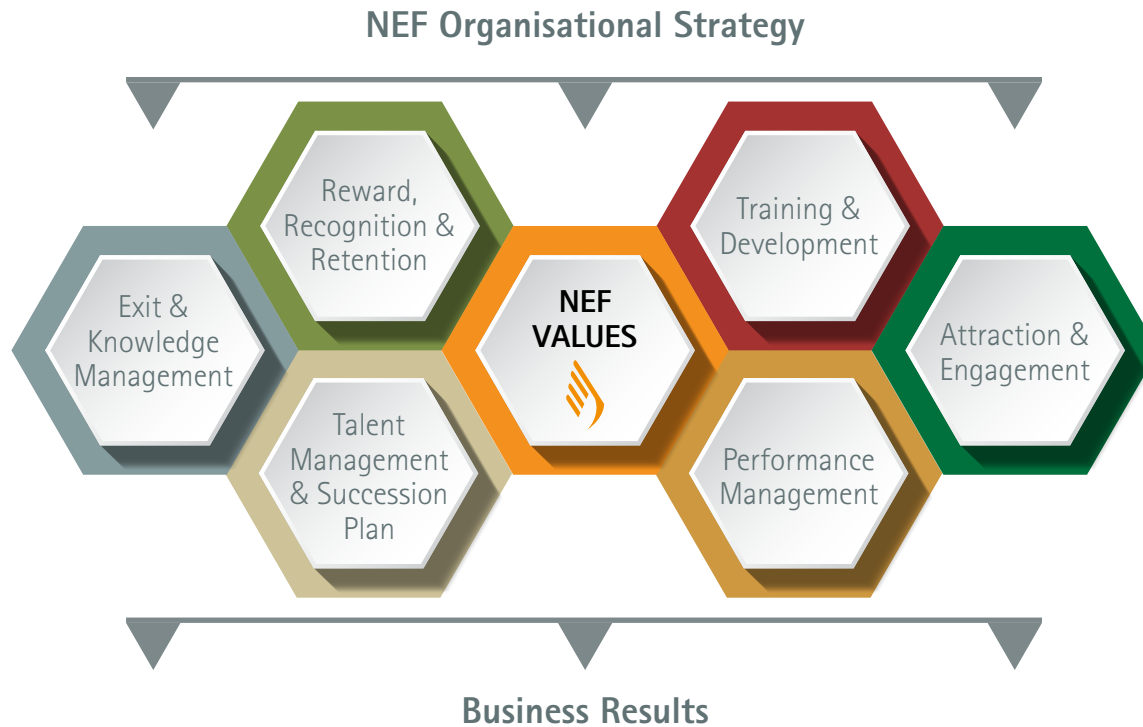 NEF Organisational Strategy
Reward,
Recognition &
Retention
Training &
Development
Exit &
Knowledge
Management
NEF
VALUES
Attraction &
Engagement
Talent
Management
& Succession
Plan
Performance
Management
Business Results